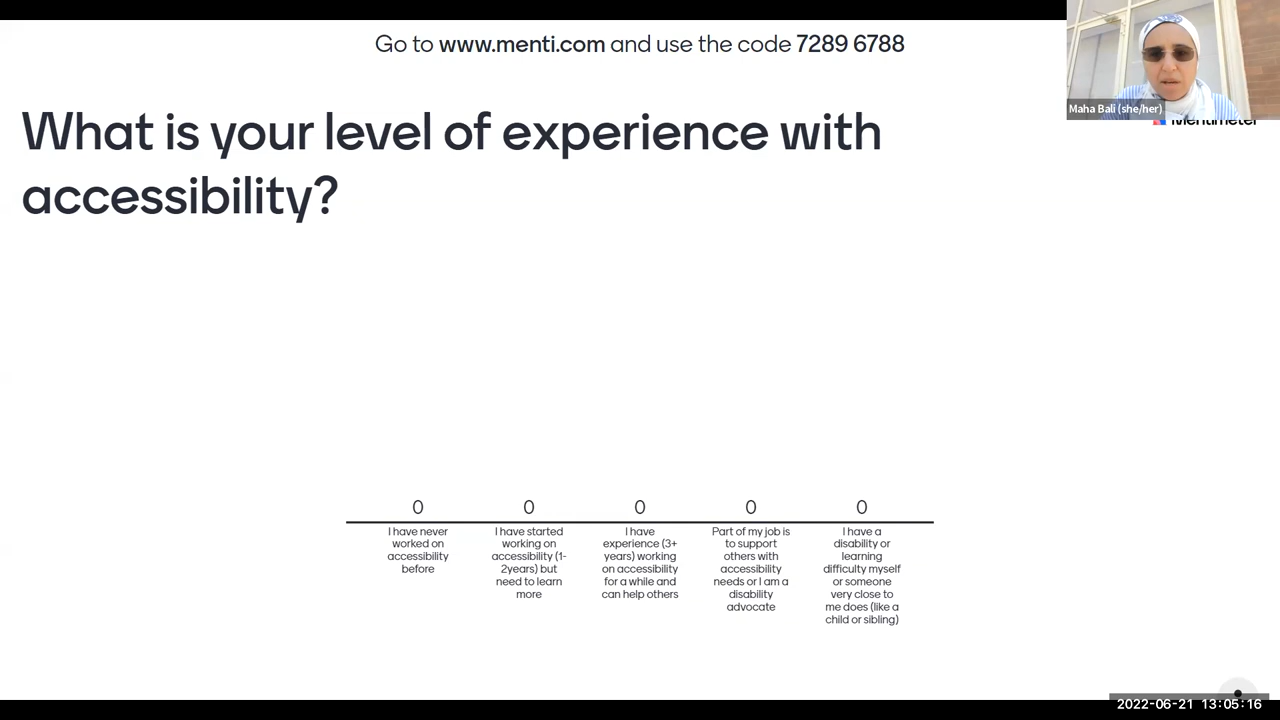 Go to www.menti.com and use the code 7289 6788
Maha Bali (she/her)
Mentimeter
What is your level of experience with
accessibility?
0
0
0
0
0
I have never
worked on
accessibility
before
I have started
working on
accessibility (1-
2years) but
need to learn
more
I have
experience (3+
years) working
on accessibility
for a while and
can help others
Part of my job is
to support
others with
accessibility
needs or I am a
disability
advocate
I have a
disability or
learning
difficulty myself
or someone
very close to
me does (like a
child or sibling)
2022-06-21 13:05:16